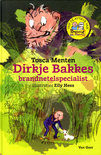 Tosca Menten
Dirkje Bakkes
brandnetelspecialist
illustraties Elly Hees
Van Goor